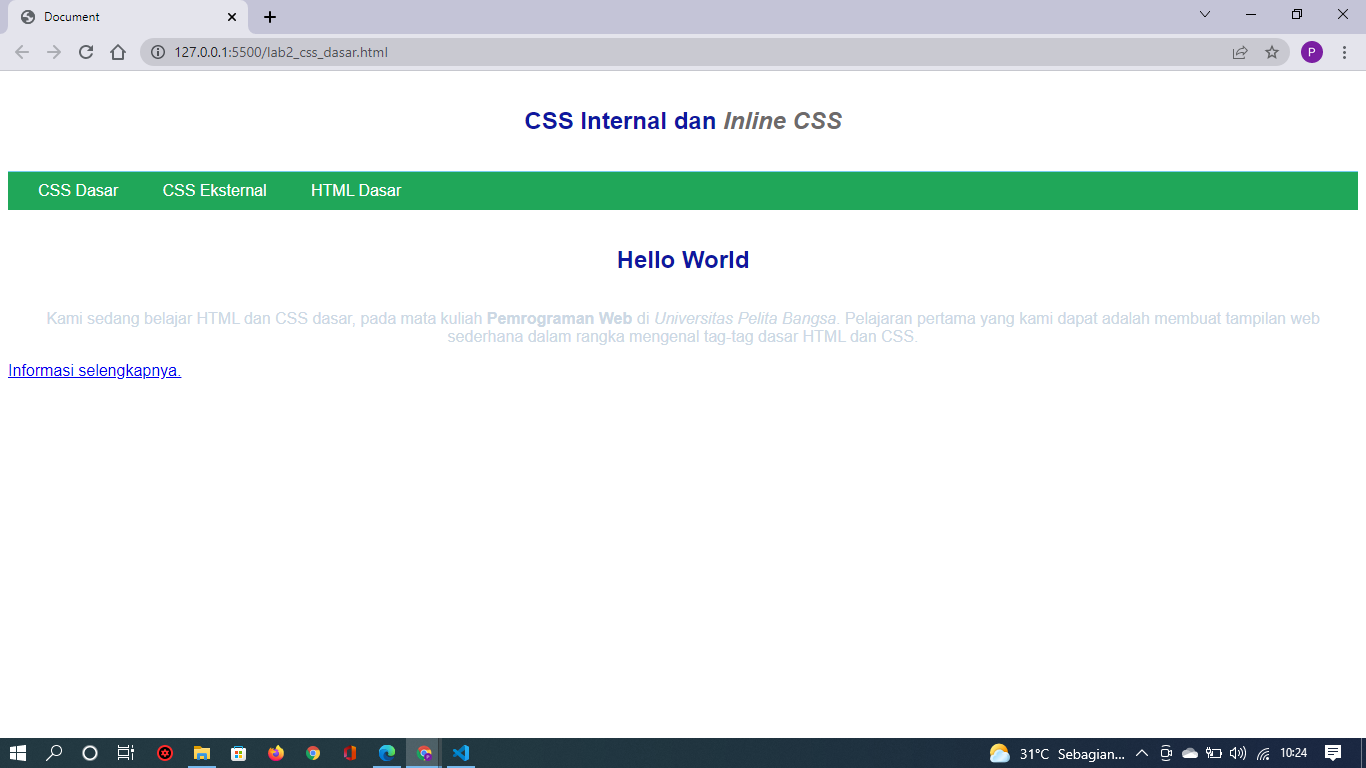 Document
127.0.0.1:5500/lab2_css_dasar.html
P
CSS Internal dan Inline CSS
CSS Dasar CSS Eksternal HTML Dasar
Hello World
Kami sedang belajar HTML dan CSS dasar, pada mata kuliah Pemrograman Web di Universitas Pelita Bangsa. Pelajaran pertama yang kami dapat adalah membuat tampilan web
sederhana dalam rangka mengenal tag-tag dasar HTML dan CSS.
Informasi selengkapnya.
31°C Sebagian... 10:24